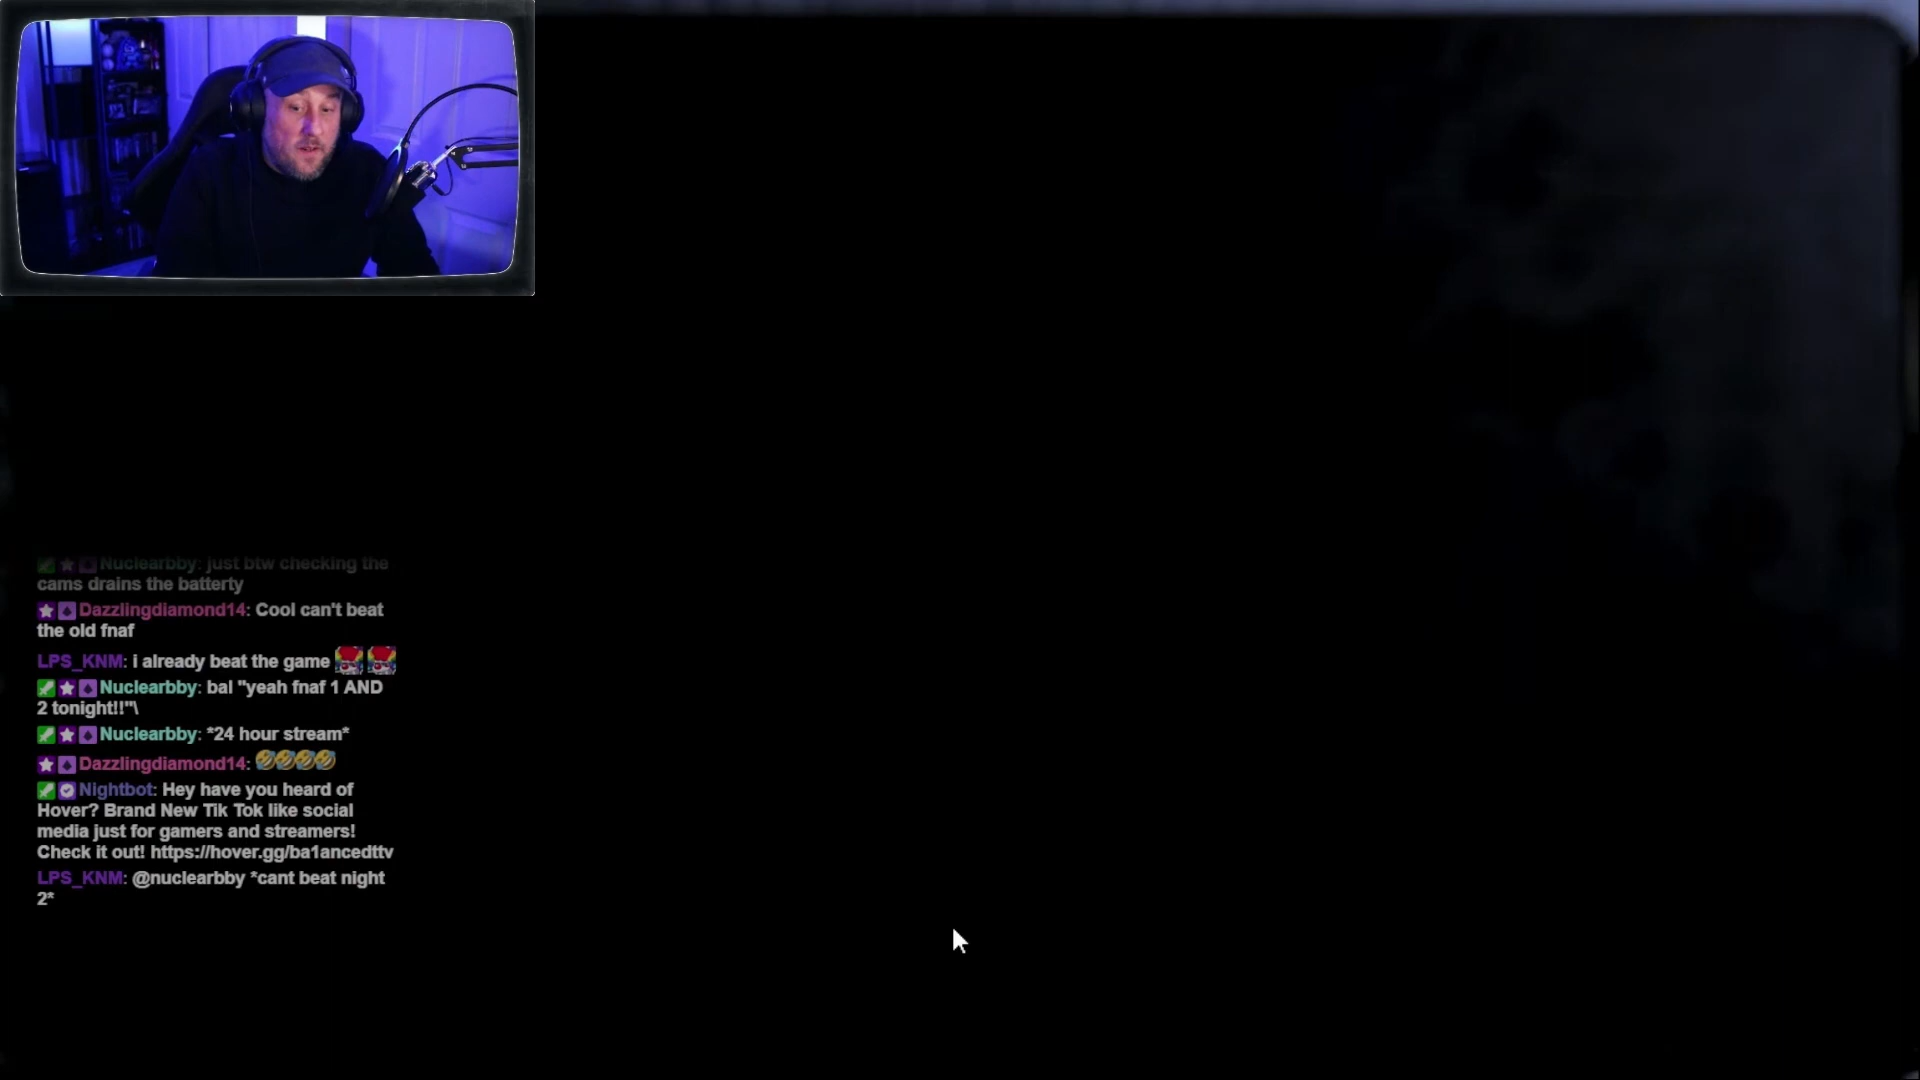 Nuclearbby: just btw checking the
cams drains the batterty
Dazzlingdiamond14: Cool can't beat
the old fnaf
LPS_KNM: i already beat the game
Nuclearbby: bal "yeah fnaf 1 AND
2 tonight!!"\
Nuclearbby: *24 hour stream*
Dazzlingdiamond14:
Nightbot: Hey have you heard of
Hover? Brand New Tik Tok like social
media just for gamers and streamers!
Check it out! https://hover.gg/ba1ancedttv
LPS_KNM: @nuclearbby *cant beat night
2*